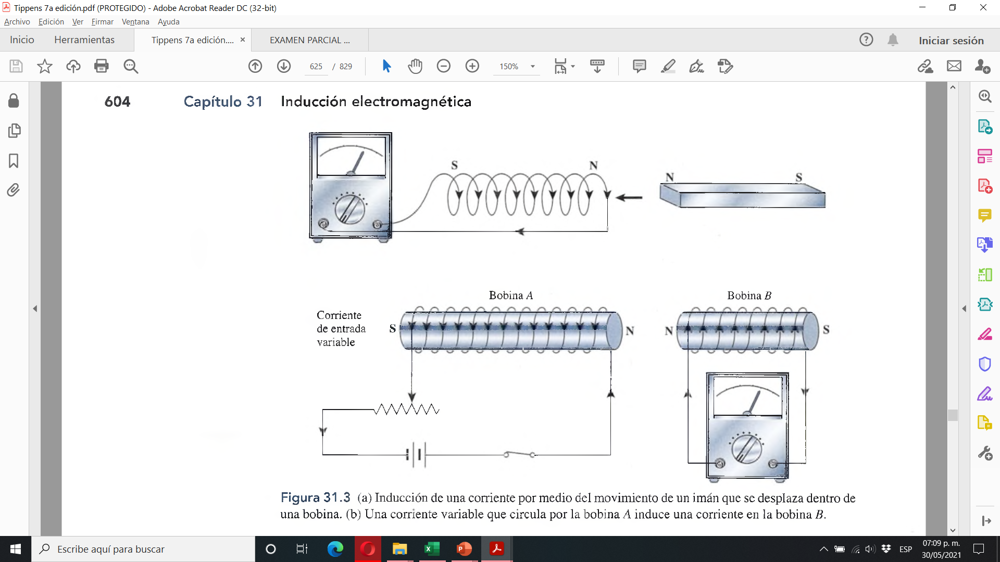 Tippens 7a edición.pdf (PROTEGIDO) - Adobe Acrobat Reader DC (32-bit)
Archivo Edición Ver Firmar Ventana Ayuda
Inicio Herramientas Tippens 7a edición.... × EXAMEN PARCIAL ... Iniciar sesión
625 / 829 150%
604 Capítulo 31 Inducción electromagnética
S N
N S
Bobina A Bobina B
Corriente
de entrada
variable
S N N S
Figura 31.3 (a) Inducción de una corriente por medio del movimiento de un imán que se desplaza dentro de
una bobina. (b) Una corriente variable que circula por la bobina A induce una corriente en la bobina B.
Escribe aquí para buscar
ESP
07:09 p. m.
30/05/2021